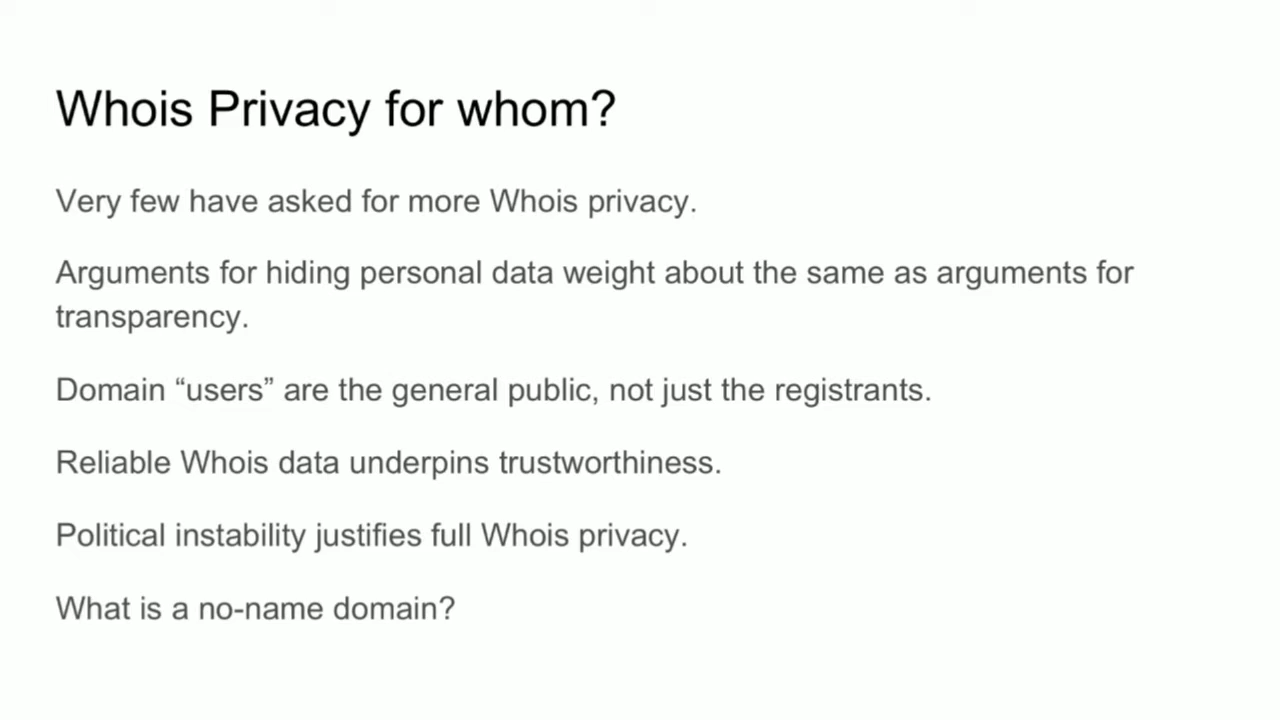 Whois Privacy for whom?
Very few have asked for more Whois privacy.
Arguments for hiding personal data weight about the same as arguments for
transparency.
Domain “users” are the general public, not just the registrants.
Reliable Whois data underpins trustworthiness.
Political instability justifies full Whois privacy.
What is a no-name domain?